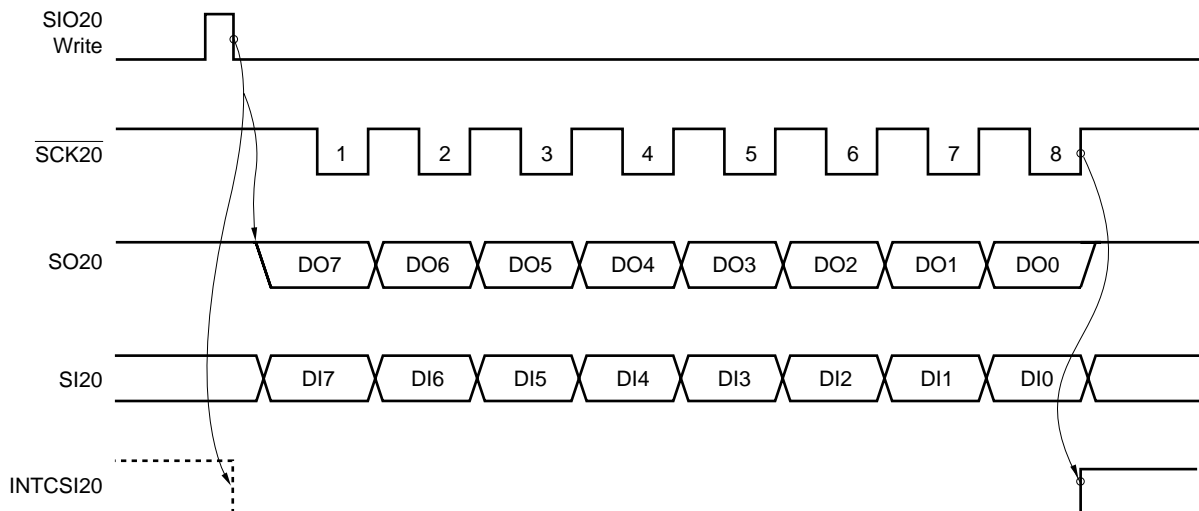 SIO20
Write
SCK20
1 2 3 4 5 6 7 8
SO20
DO7 DO6 DO5 DO4 DO3 DO2 DO1 DO0
SI20
DI7 DI6 DI5 DI4 DI3 DI2 DI1 DI0
INTCSI20